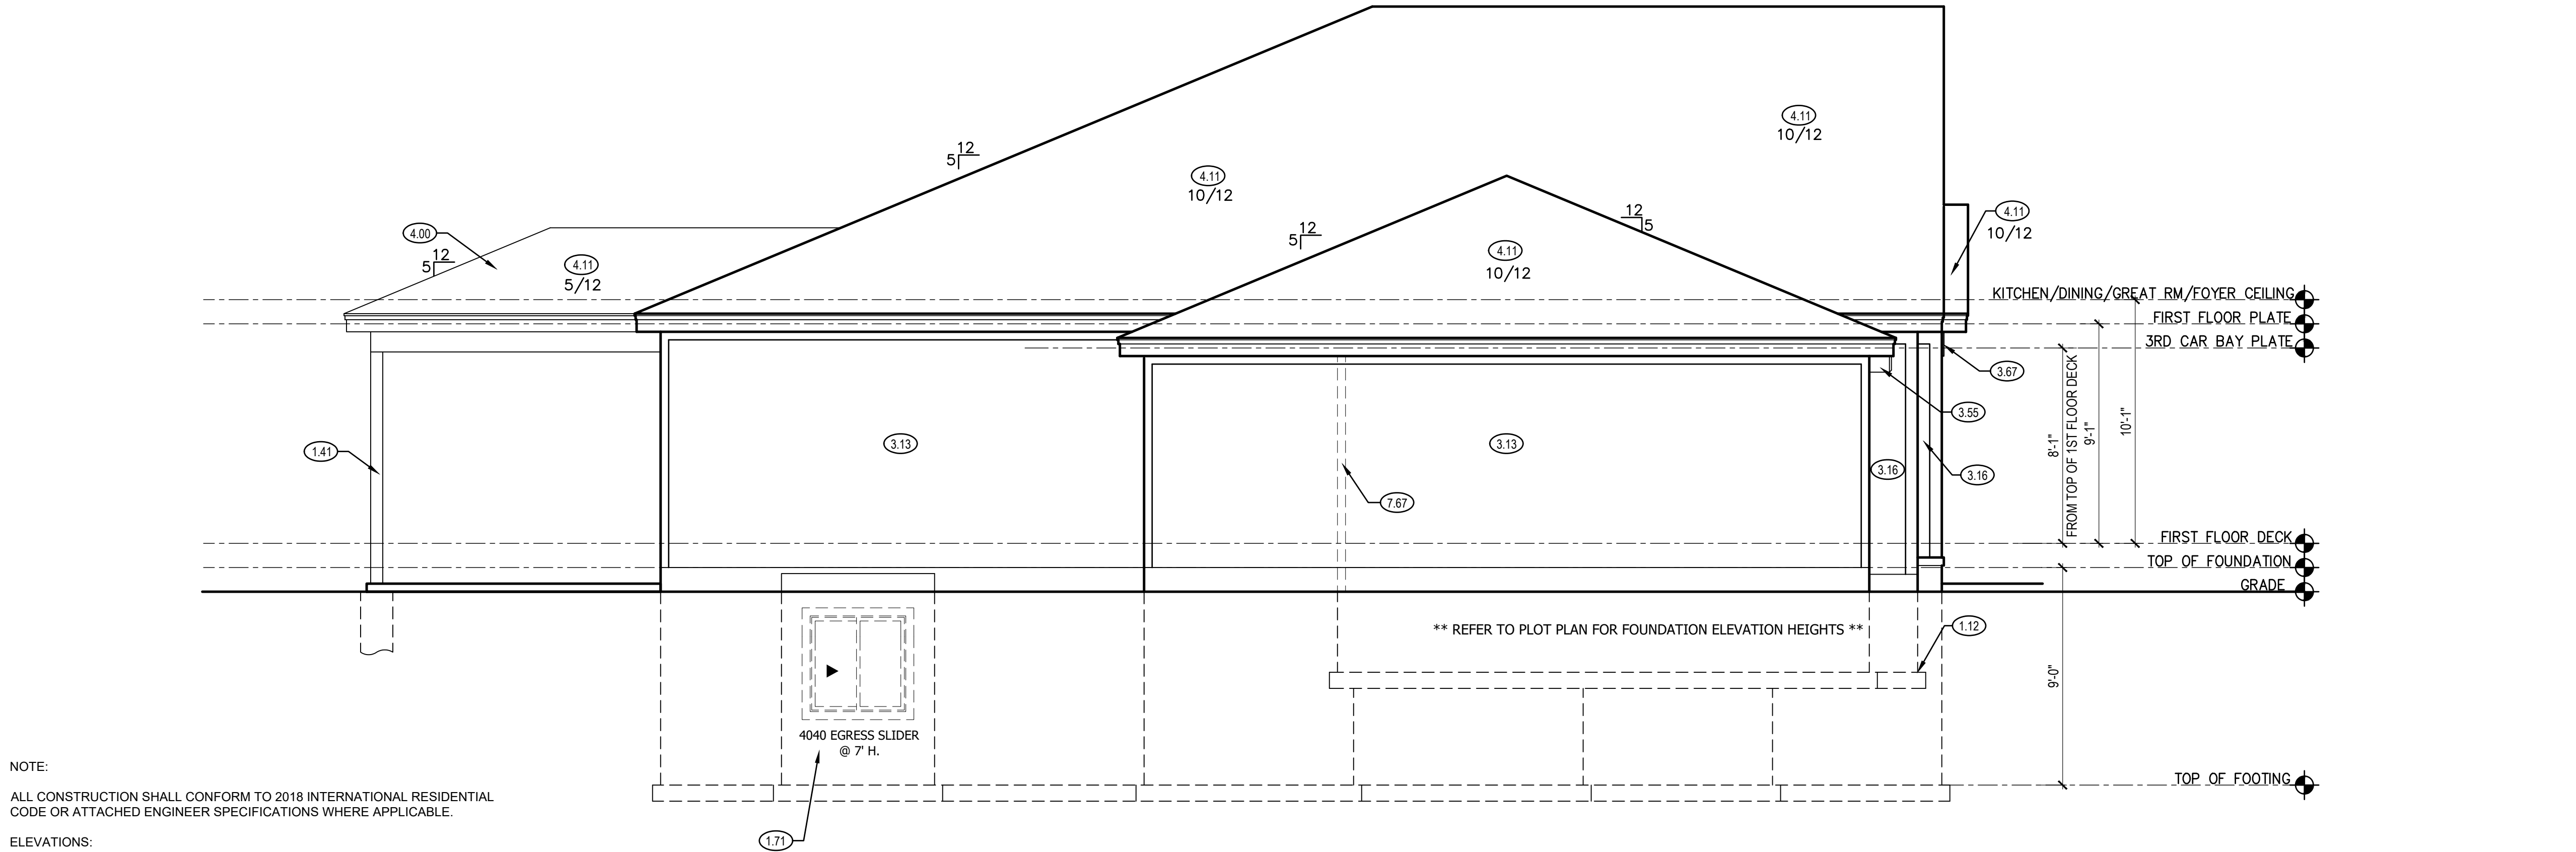 4.11
10/12
12
5
4.11
10/12
12
5
4.11
10/12
4.00
12
5
12
5
4.11
10/12
4.11
5/12
KITCHEN/DINING/GREAT RM/FOYER CEILING
FIRST FLOOR PLATE
3RD CAR BAY PLATE
3.67
3.55
8'-1"
FROM TOP OF 1ST FLOOR DECK
9'-1"
10'-1"
1.41
3.13
3.13
3.16
3.16
7.67
FIRST FLOOR DECK
TOP OF FOUNDATION
GRADE
** REFER TO PLOT PLAN FOR FOUNDATION ELEVATION HEIGHTS **
1.12
9'-0"
4040 EGRESS SLIDER
@ 7' H.
TOP OF FOOTING
1.71
NOTE:
ALL CONSTRUCTION SHALL CONFORM TO 2018 INTERNATIONAL RESIDENTIAL
CODE OR ATTACHED ENGINEER SPECIFICATIONS WHERE APPLICABLE.
ELEVATIONS: